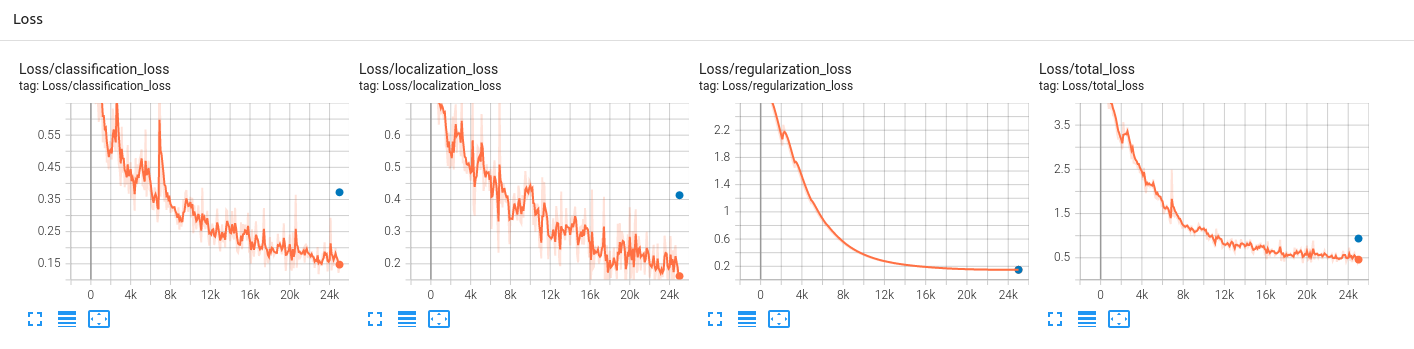 Loss
Loss/classification_loss
tag: Loss/classification_loss
0.55
0.45
0.35
0.25
0.15
0 4k 8k 12k 16k 20k 24k
Loss/localization_loss
tag: Loss/localization_loss
0.6
0.5
0.4
0.3
0.2
0 4k 8k 12k 16k 20k 24k
Loss/regularization_loss
tag: Loss/regularization_loss
2.2
1.8
1.4
1
0.6
0.2
0 4k 8k 12k 16k 20k 24k
Loss/total_loss
tag: Loss/total_loss
3.5
2.5
1.5
0.5
0 4k 8k 12k 16k 20k 24k